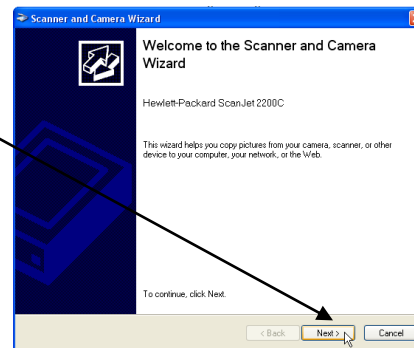 Scanner and Camera Wizard
Welcome to the Scanner and Camera
Wizard
Hewlett-Packard ScanJet 2200C
This wizard helps you copy pictures from your camera, scanner, or other
device to your computer, your network, or the Web.
To continue, click Next.
< Back Next > Cancel